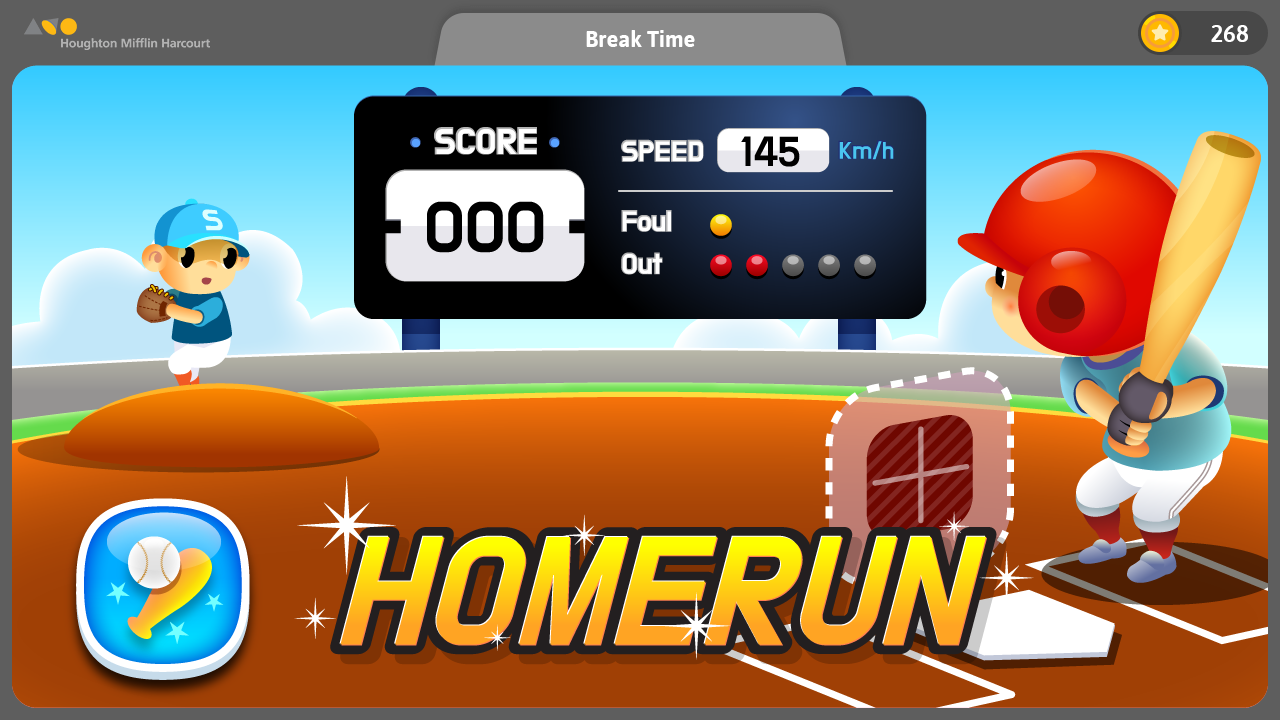 Houghton Mifflin Harcourt
Break Time
268
SCORE
000
SPEED 145 Km/h
Foul
Out
S
HOMERUN